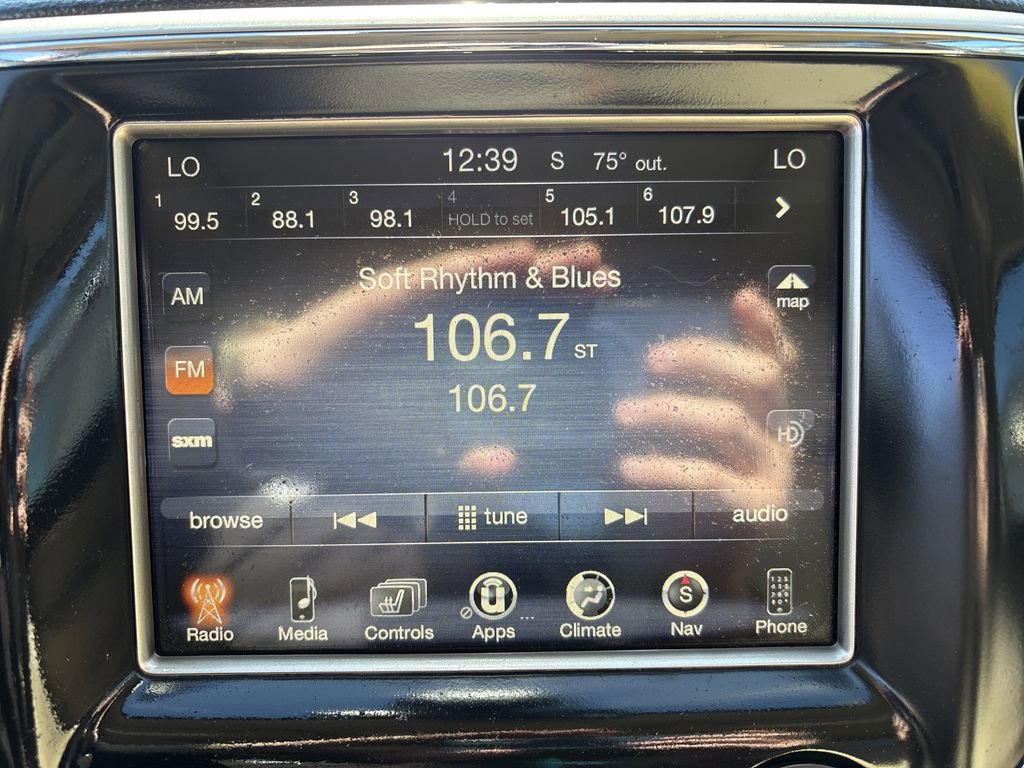 LO 12:39 S 75° out. LO
1 99.5 2 88.1 3 98.1 4 HOLD to set 5 105.1 6 107.9
Soft Rhythm & Blues
AM
map
106.7 ST
FM
106.7
sxm
HD
browse tune audio
Radio Media Controls Apps ... Climate S Nav Phone